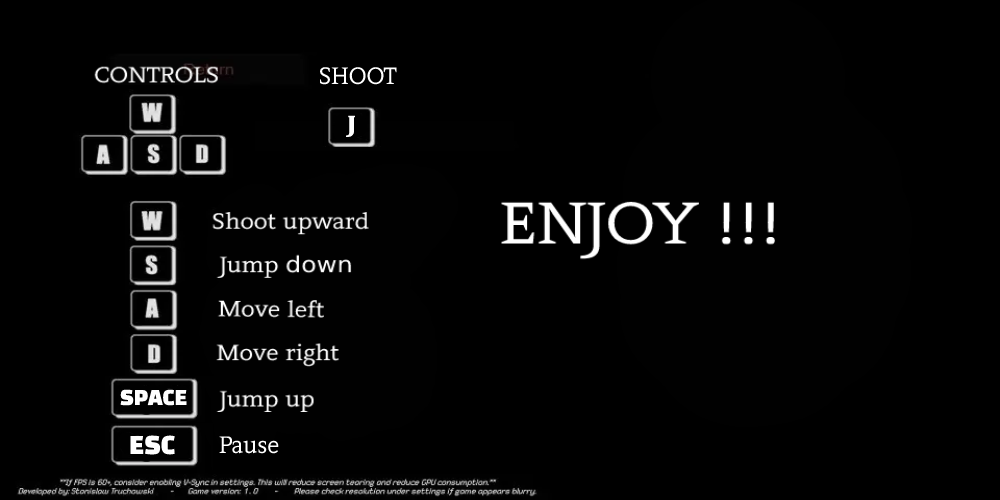 CONTROLS
SHOOT
W
A S D
J
W Shoot upward
S Jump down
A Move left
D Move right
SPACE Jump up
ESC Pause
ENJOY !!!
**If FPS is 60+, consider enabling V-Sync in settings. This will reduce screen tearing and reduce GPU consumption.**
Developed by: Stanislaw Truchowski - Game version: 1.0 - Please check resolution under settings if game appears blurry.